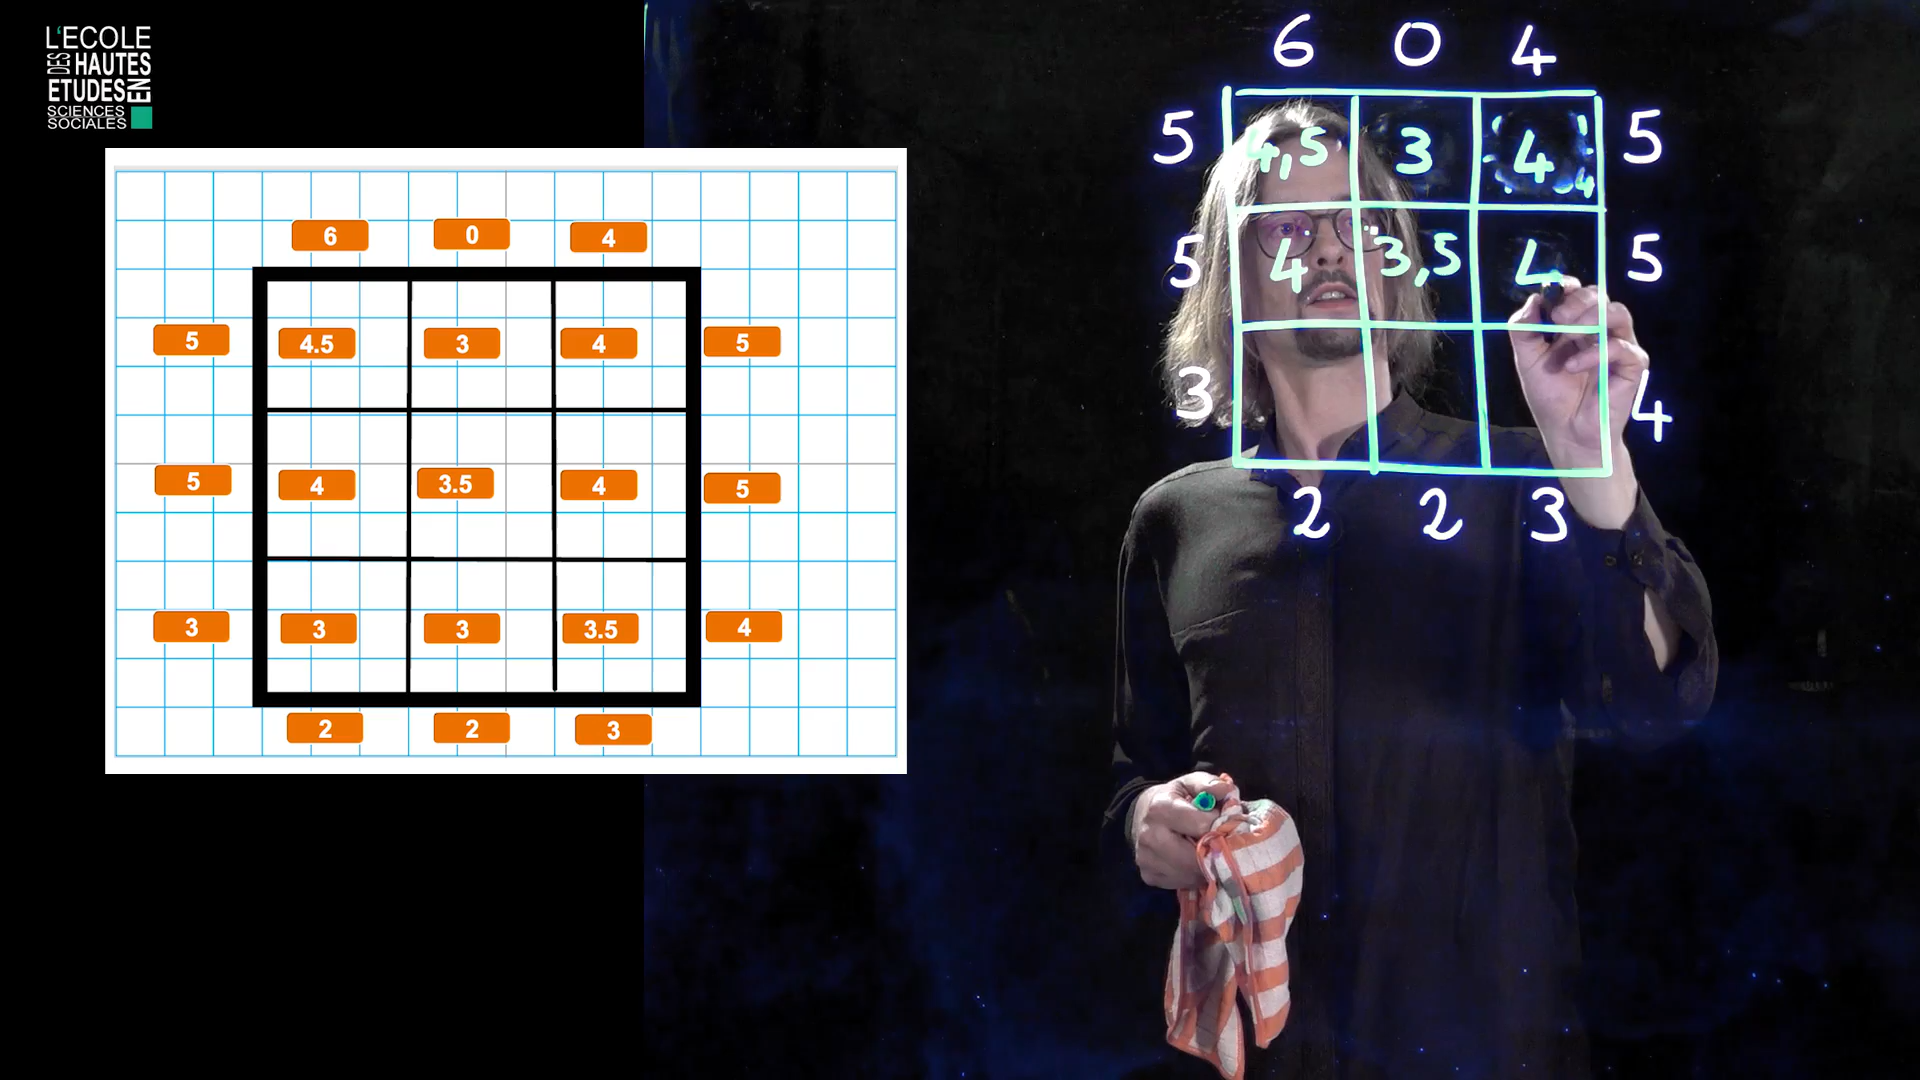 L'ECOLE
DES HAUTES
ETUDES EN
SCIENCES
SOCIALES
6 0 4
5 4.5 3 4 5
5 4 3.5 4 5
3 3 3 3.5 4
2 2 3
6 0 4
5 4,5 3 4 4 5
5 4 3,5 4 5
3 4
2 2 3